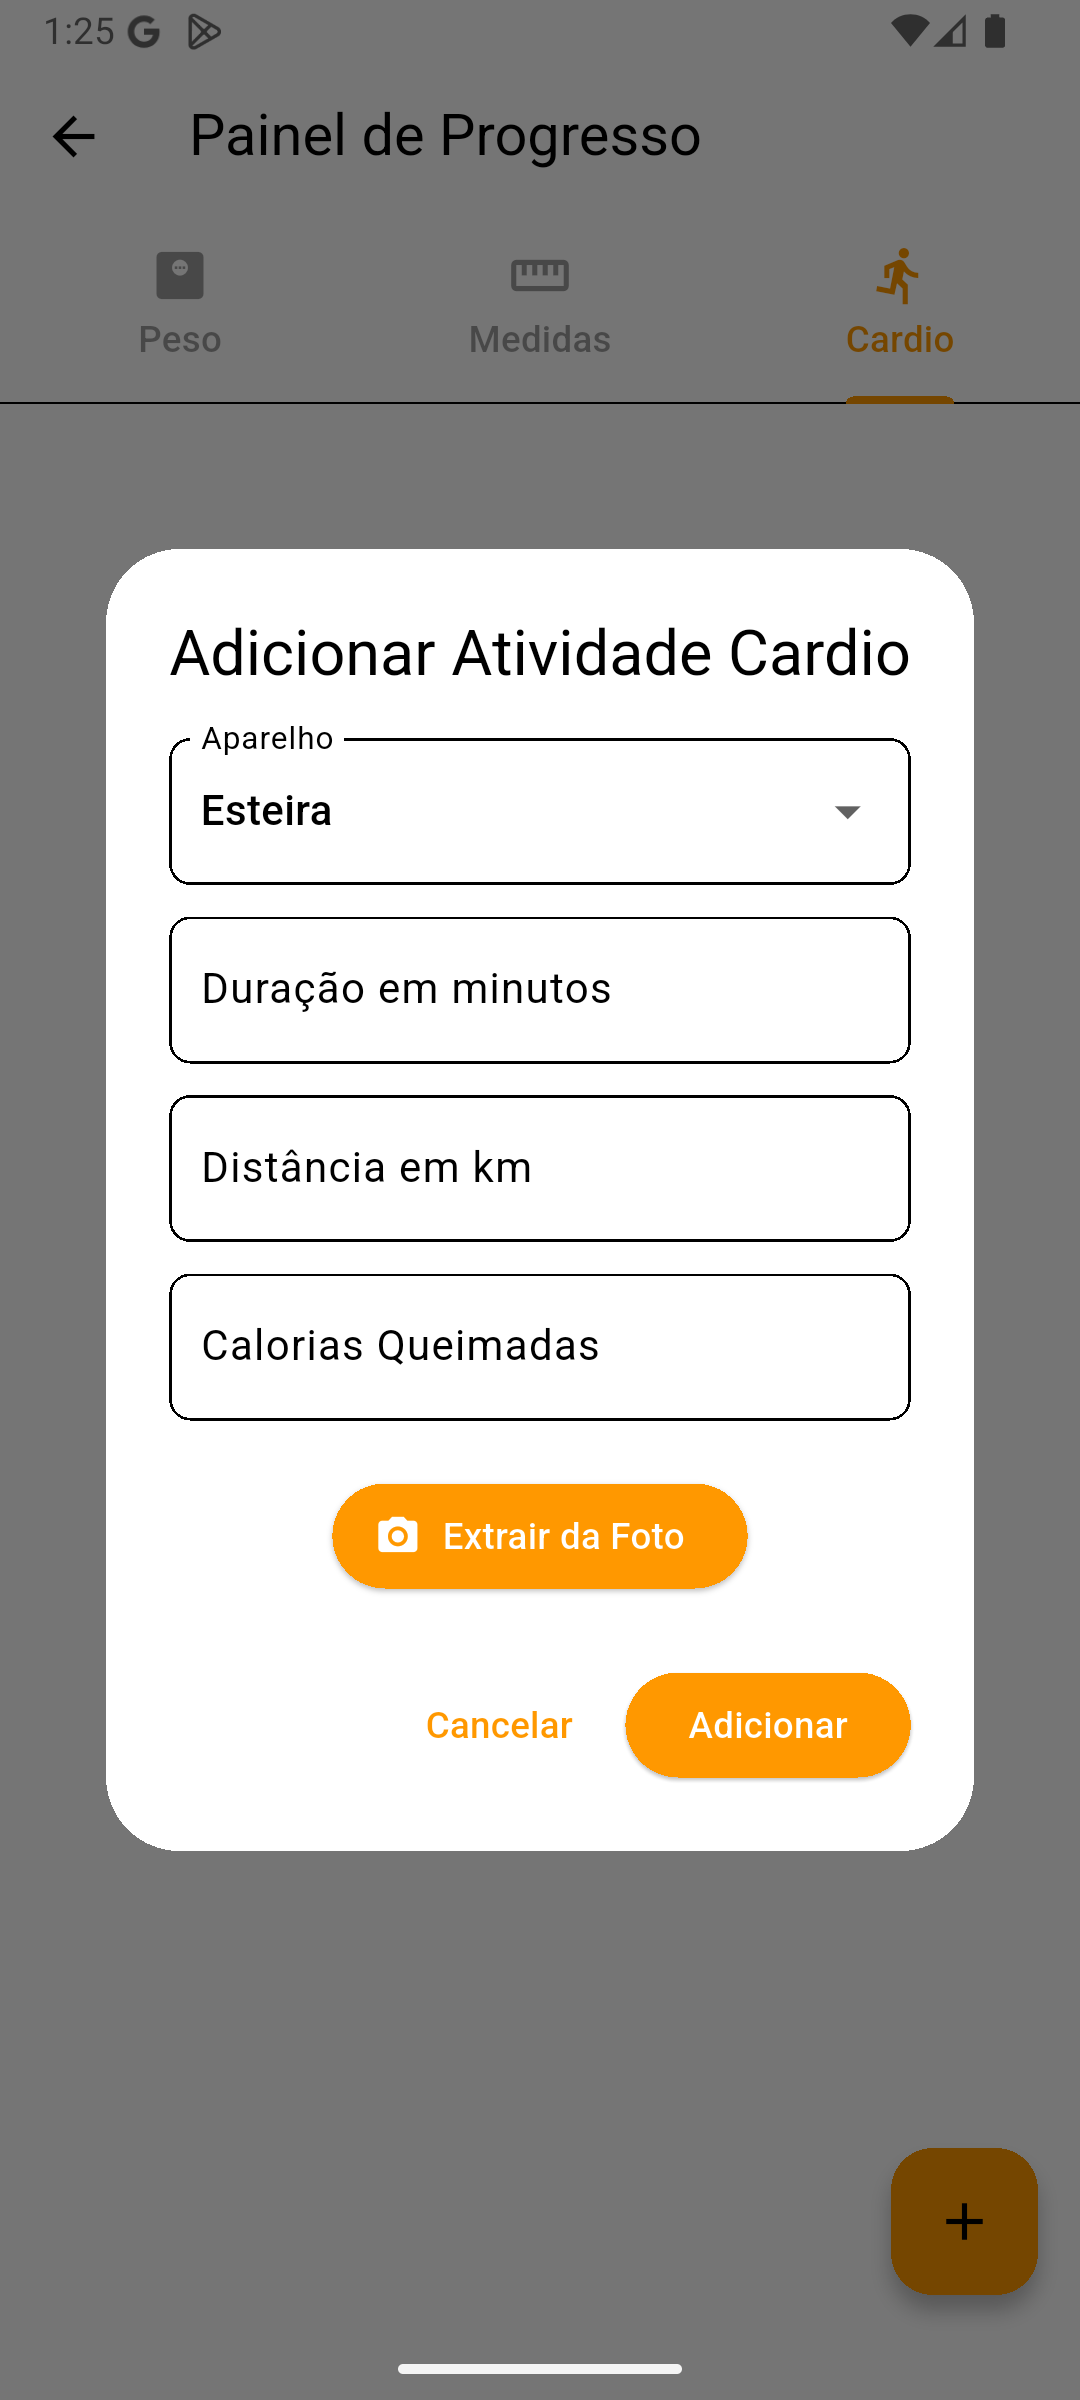 1:25
Painel de Progresso
Peso
Medidas
Cardio
Adicionar Atividade Cardio
Aparelho
Esteira
Duração em minutos
Distância em km
Calorias Queimadas
Extrair da Foto
Cancelar
Adicionar